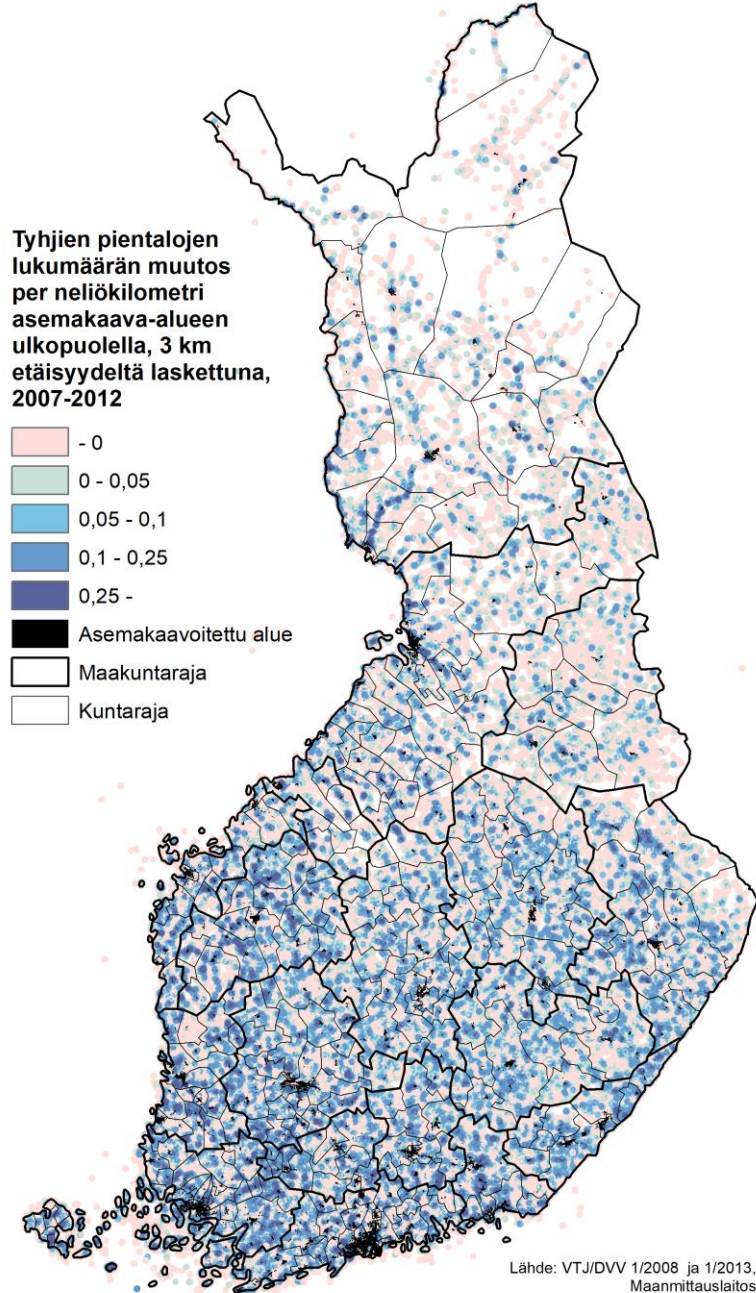 Tyhjien pientalojen
lukumäärän muutos
per neliökilometri
asemakaava-alueen
ulkopuolella, 3 km
etäisyydeltä laskettuna,
2007-2012
- 0
0 - 0,05
0,05 - 0,1
0,1 - 0,25
0,25 -
Asemakaavoitettu alue
Maakuntaraja
Kuntaraja
Lähde: VTJ/DVV 1/2008 ja 1/2013,
Maanmittauslaitos